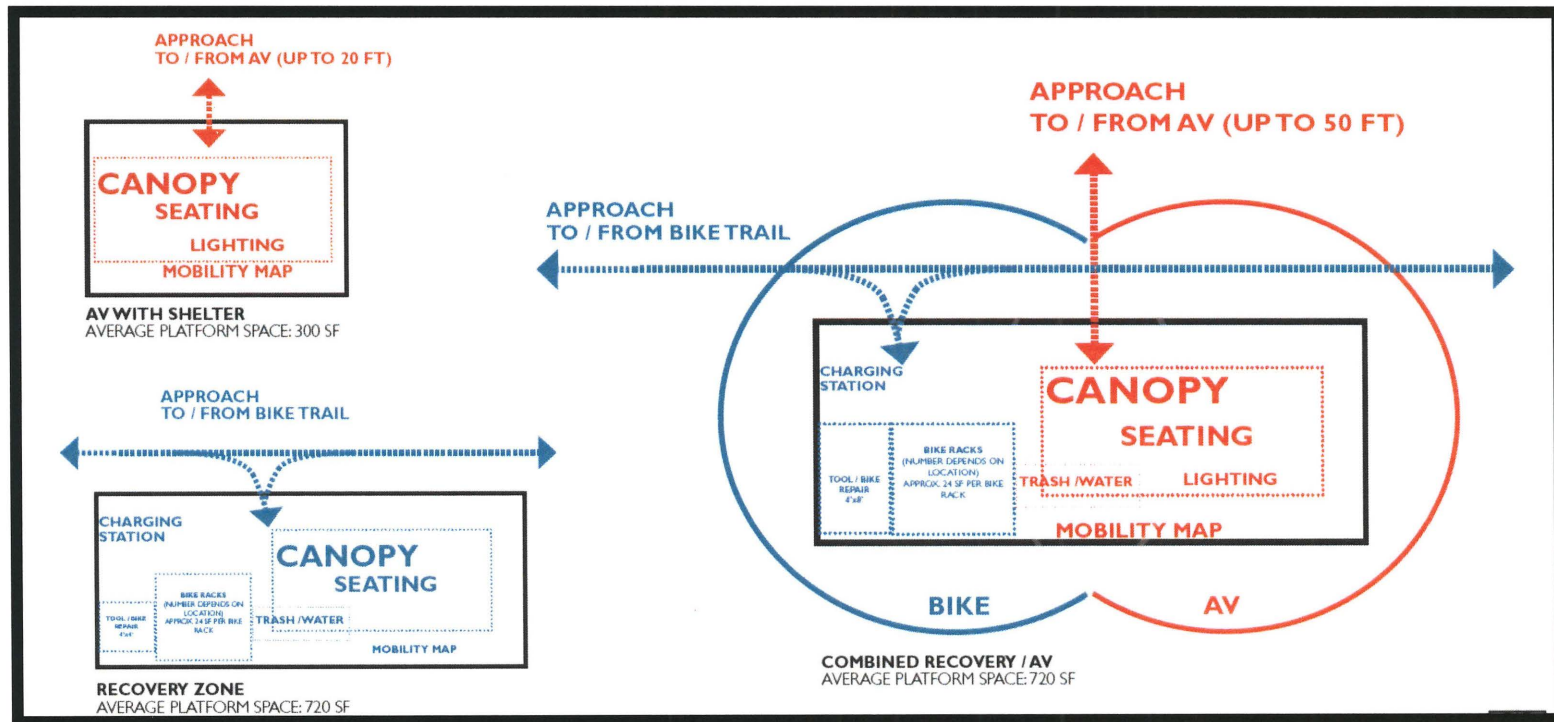 APPROACH
TO / FROM AV (UP TO 20 FT)
CANOPY
SEATING
LIGHTING
MOBILITY MAP
AV WITH SHELTER
AVERAGE PLATFORM SPACE: 300 SF
APPROACH
TO / FROM BIKE TRAIL
CHARGING
STATION
CANOPY
SEATING
BIKE RACKS
(NUMBER DEPENDS ON
LOCATION)
APPROX. 24 SF PER BIKE
RACK
TOOL / BIKE
REPAIR
4'x4'
TRASH /WATER
MOBILITY MAP
RECOVERY ZONE
AVERAGE PLATFORM SPACE: 720 SF
APPROACH
TO / FROM AV (UP TO 50 FT)
APPROACH
TO / FROM BIKE TRAIL
CHARGING
STATION
CANOPY
SEATING
LIGHTING
BIKE RACKS
(NUMBER DEPENDS ON
LOCATION)
APPROX. 24 SF PER BIKE
RACK
TOOL / BIKE
REPAIR
4'x8'
TRASH /WATER
MOBILITY MAP
BIKE
AV
COMBINED RECOVERY / AV
AVERAGE PLATFORM SPACE: 720 SF